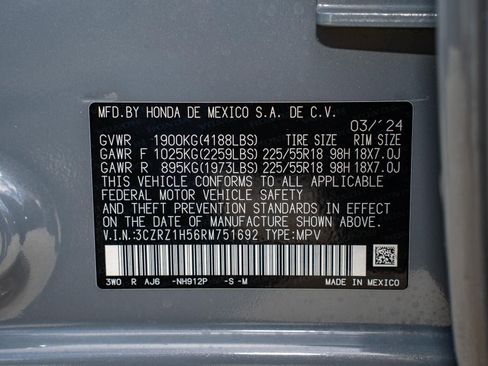 MFD.BY HONDA DE MEXICO S.A. DE C.V.
03/'24
GVWR 1900KG(4188LBS) TIRE SIZE RIM SIZE
GAWR F 1025KG(2259LBS) 225/55R18 98H 18X7.0J
GAWR R 895KG(1973LBS) 225/55R18 98H 18X7.0J
THIS VEHICLE CONFORMS TO ALL APPLICABLE
FEDERAL MOTOR VEHICLE SAFETY
AND THEFT PREVENTION STANDARDS IN EFFECT
ON THE DATE OF MANUFACTURE SHOWN ABOVE.
V.I.N.:3CZRZ1H56RM751692 TYPE:MPV
3W0 R AJ6 -NH912P -S -M MADE IN MEXICO